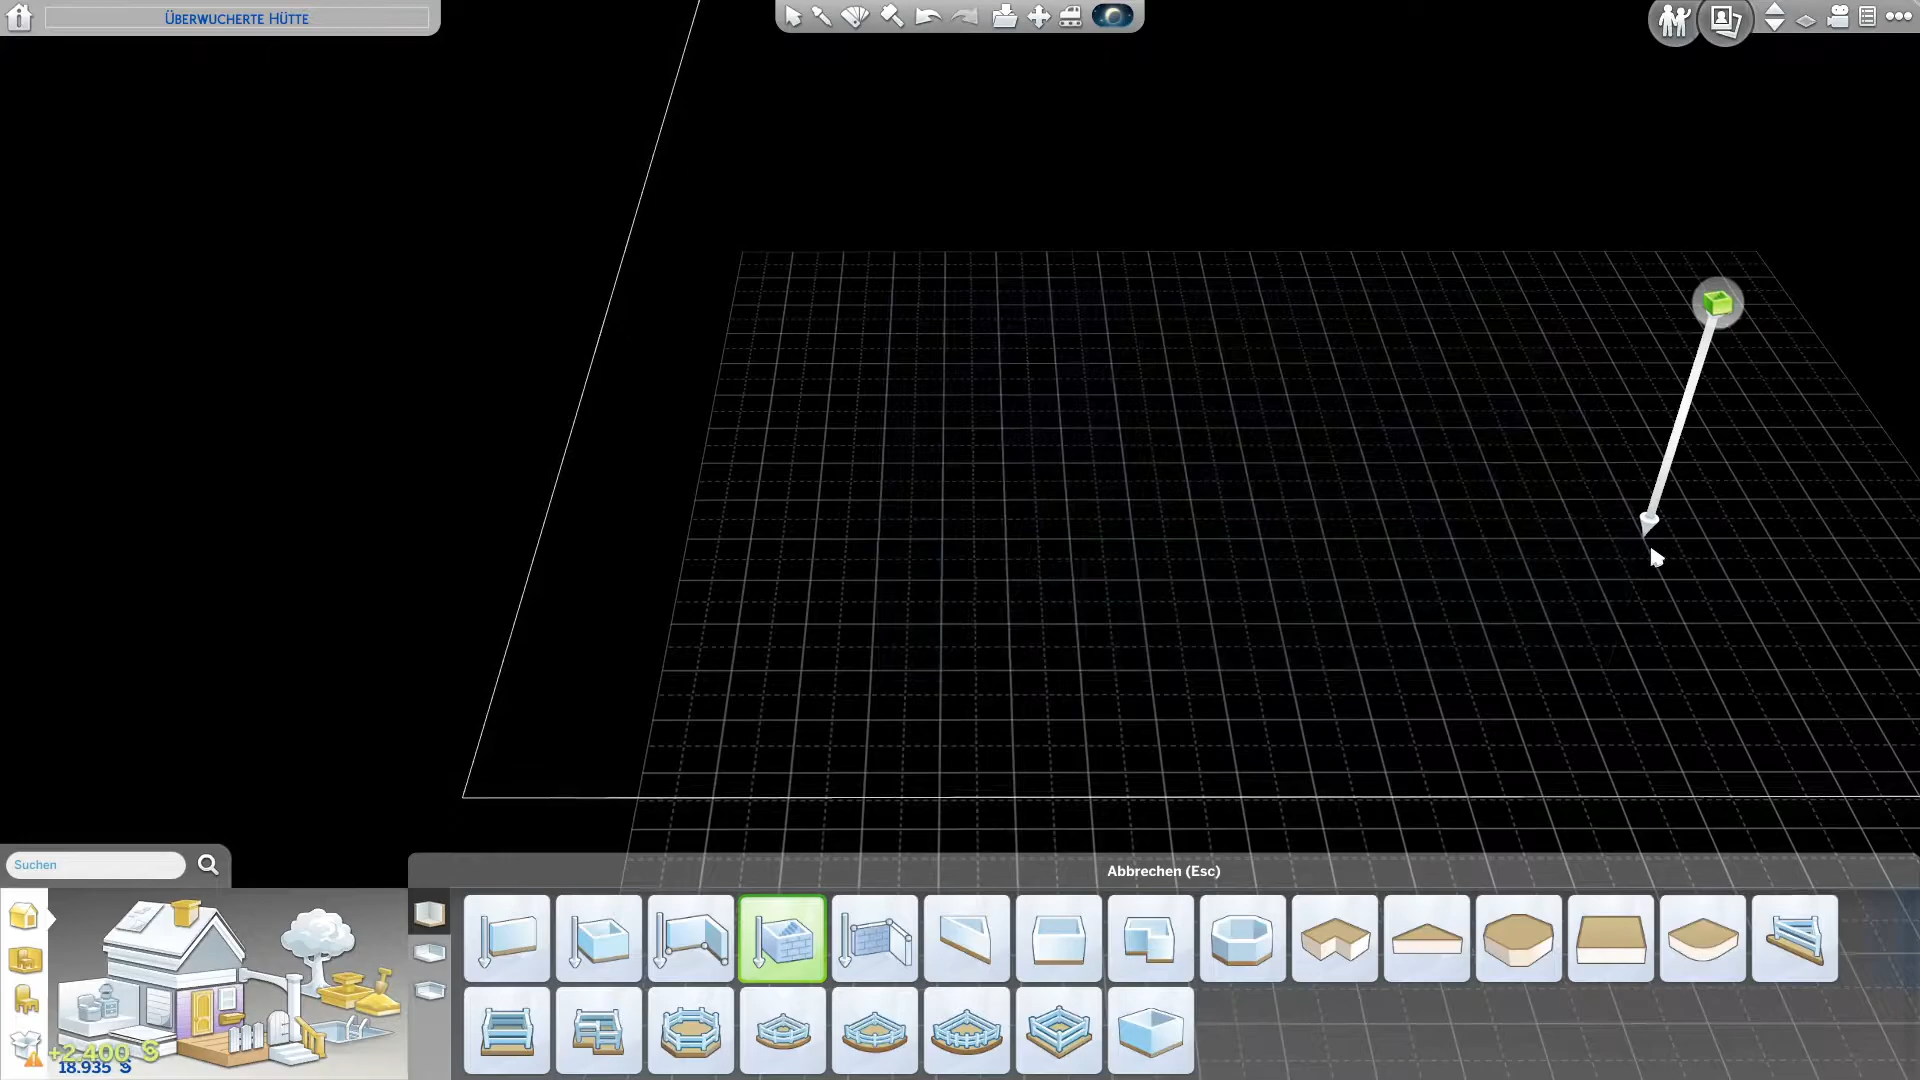 Überwucherte Hütte
Suchen
Abbrechen (Esc)
+2.400 §
18.935 §